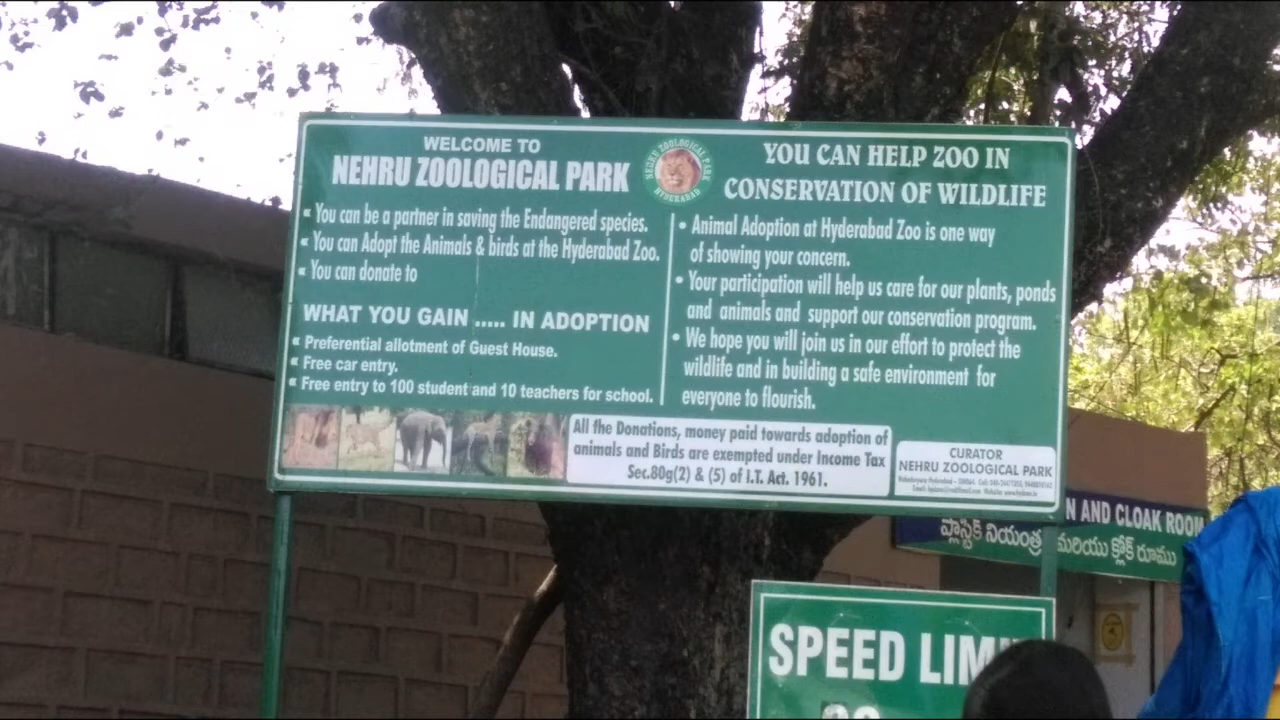 WELCOME TO
NEHRU ZOOLOGICAL PARK
« You can be a partner in saving the Endangered species.
« You can Adopt the Animals & birds at the Hyderabad Zoo.
« You can donate to
WHAT YOU GAIN ..... IN ADOPTION
« Preferential allotment of Guest House.
« Free car entry.
« Free entry to 100 student and 10 teachers for school.
NEHRU ZOOLOGICAL PARK
HYDERABAD
YOU CAN HELP ZOO IN
CONSERVATION OF WILDLIFE
• Animal Adoption at Hyderabad Zoo is one way
of showing your concern.
• Your participation will help us care for our plants, ponds
and animals and support our conservation program.
• We hope you will join us in our effort to protect the
wildlife and in building a safe environment for
everyone to flourish.
All the Donations, money paid towards adoption of
animals and Birds are exempted under Income Tax
Sec.80g(2) & (5) of I.T. Act. 1961.
CURATOR
NEHRU ZOOLOGICAL PARK
N AND CLOAK ROOM
ప్లాస్టిక్ నియంత్ర మరియు క్లోక్ రూము
SPEED LIMI